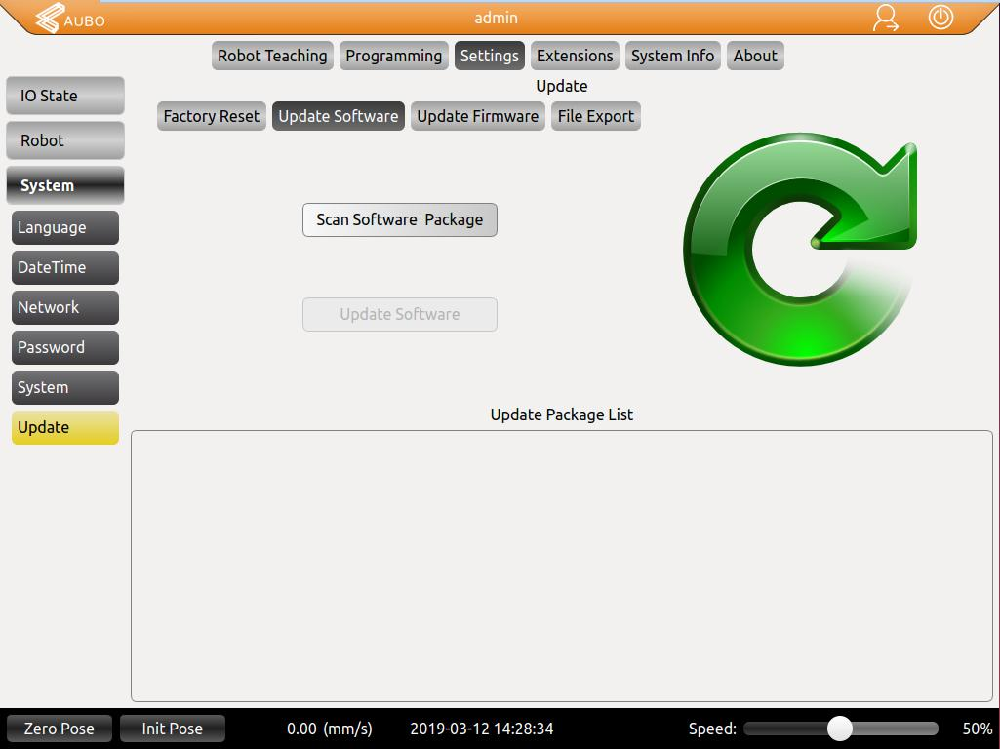 AUBO
admin
Robot Teaching Programming Settings Extensions System Info About
Update
Factory Reset Update Software Update Firmware File Export
IO State
Robot
System
Language
DateTime
Network
Password
System
Update
Scan Software  Package
Update Software
Update Package List
Zero Pose Init Pose 0.00 (mm/s) 2019-03-12 14:28:34 Speed: 50%